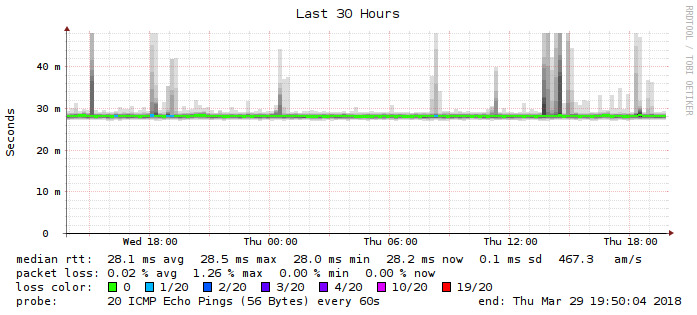 Last 30 Hours
RRDTOOL / TOBI OETIKER
Seconds
40 m
30 m
20 m
10 m
0
Wed 18:00 Thu 00:00 Thu 06:00 Thu 12:00 Thu 18:00
median rtt: 28.1 ms avg 28.5 ms max 28.0 ms min 28.2 ms now 0.1 ms sd 467.3 am/s
packet loss: 0.02 % avg 1.26 % max 0.00 % min 0.00 % now
loss color: 0 1/20 2/20 3/20 4/20 10/20 19/20
probe: 20 ICMP Echo Pings (56 Bytes) every 60s end: Thu Mar 29 19:50:04 2018